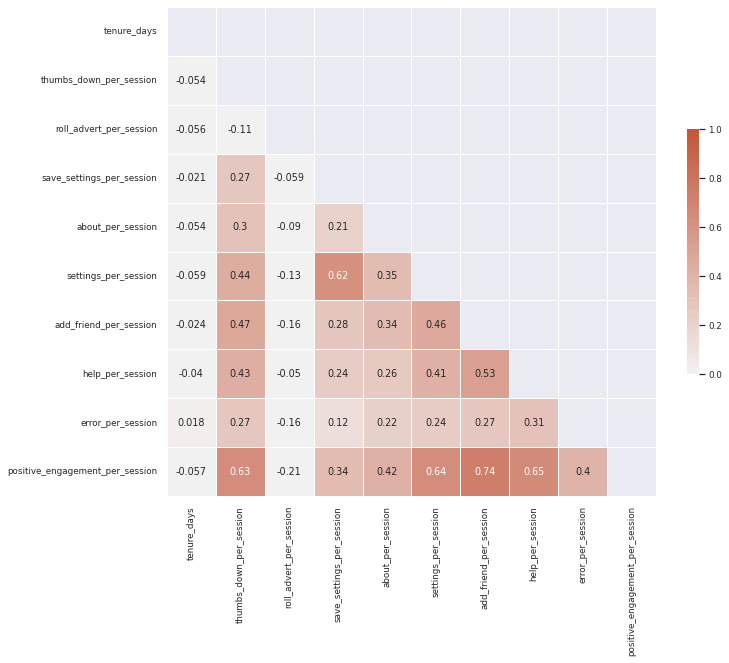 tenure_days
thumbs_down_per_session -0.054
roll_advert_per_session -0.056 -0.11
save_settings_per_session -0.021 0.27 -0.059
about_per_session -0.054 0.3 -0.09 0.21
settings_per_session -0.059 0.44 -0.13 0.62 0.35
add_friend_per_session -0.024 0.47 -0.16 0.28 0.34 0.46
help_per_session -0.04 0.43 -0.05 0.24 0.26 0.41 0.53
error_per_session 0.018 0.27 -0.16 0.12 0.22 0.24 0.27 0.31
positive_engagement_per_session -0.057 0.63 -0.21 0.34 0.42 0.64 0.74 0.65 0.4
tenure_days
thumbs_down_per_session
roll_advert_per_session
save_settings_per_session
about_per_session
settings_per_session
add_friend_per_session
help_per_session
error_per_session
positive_engagement_per_session
1.0
0.8
0.6
0.4
0.2
0.0